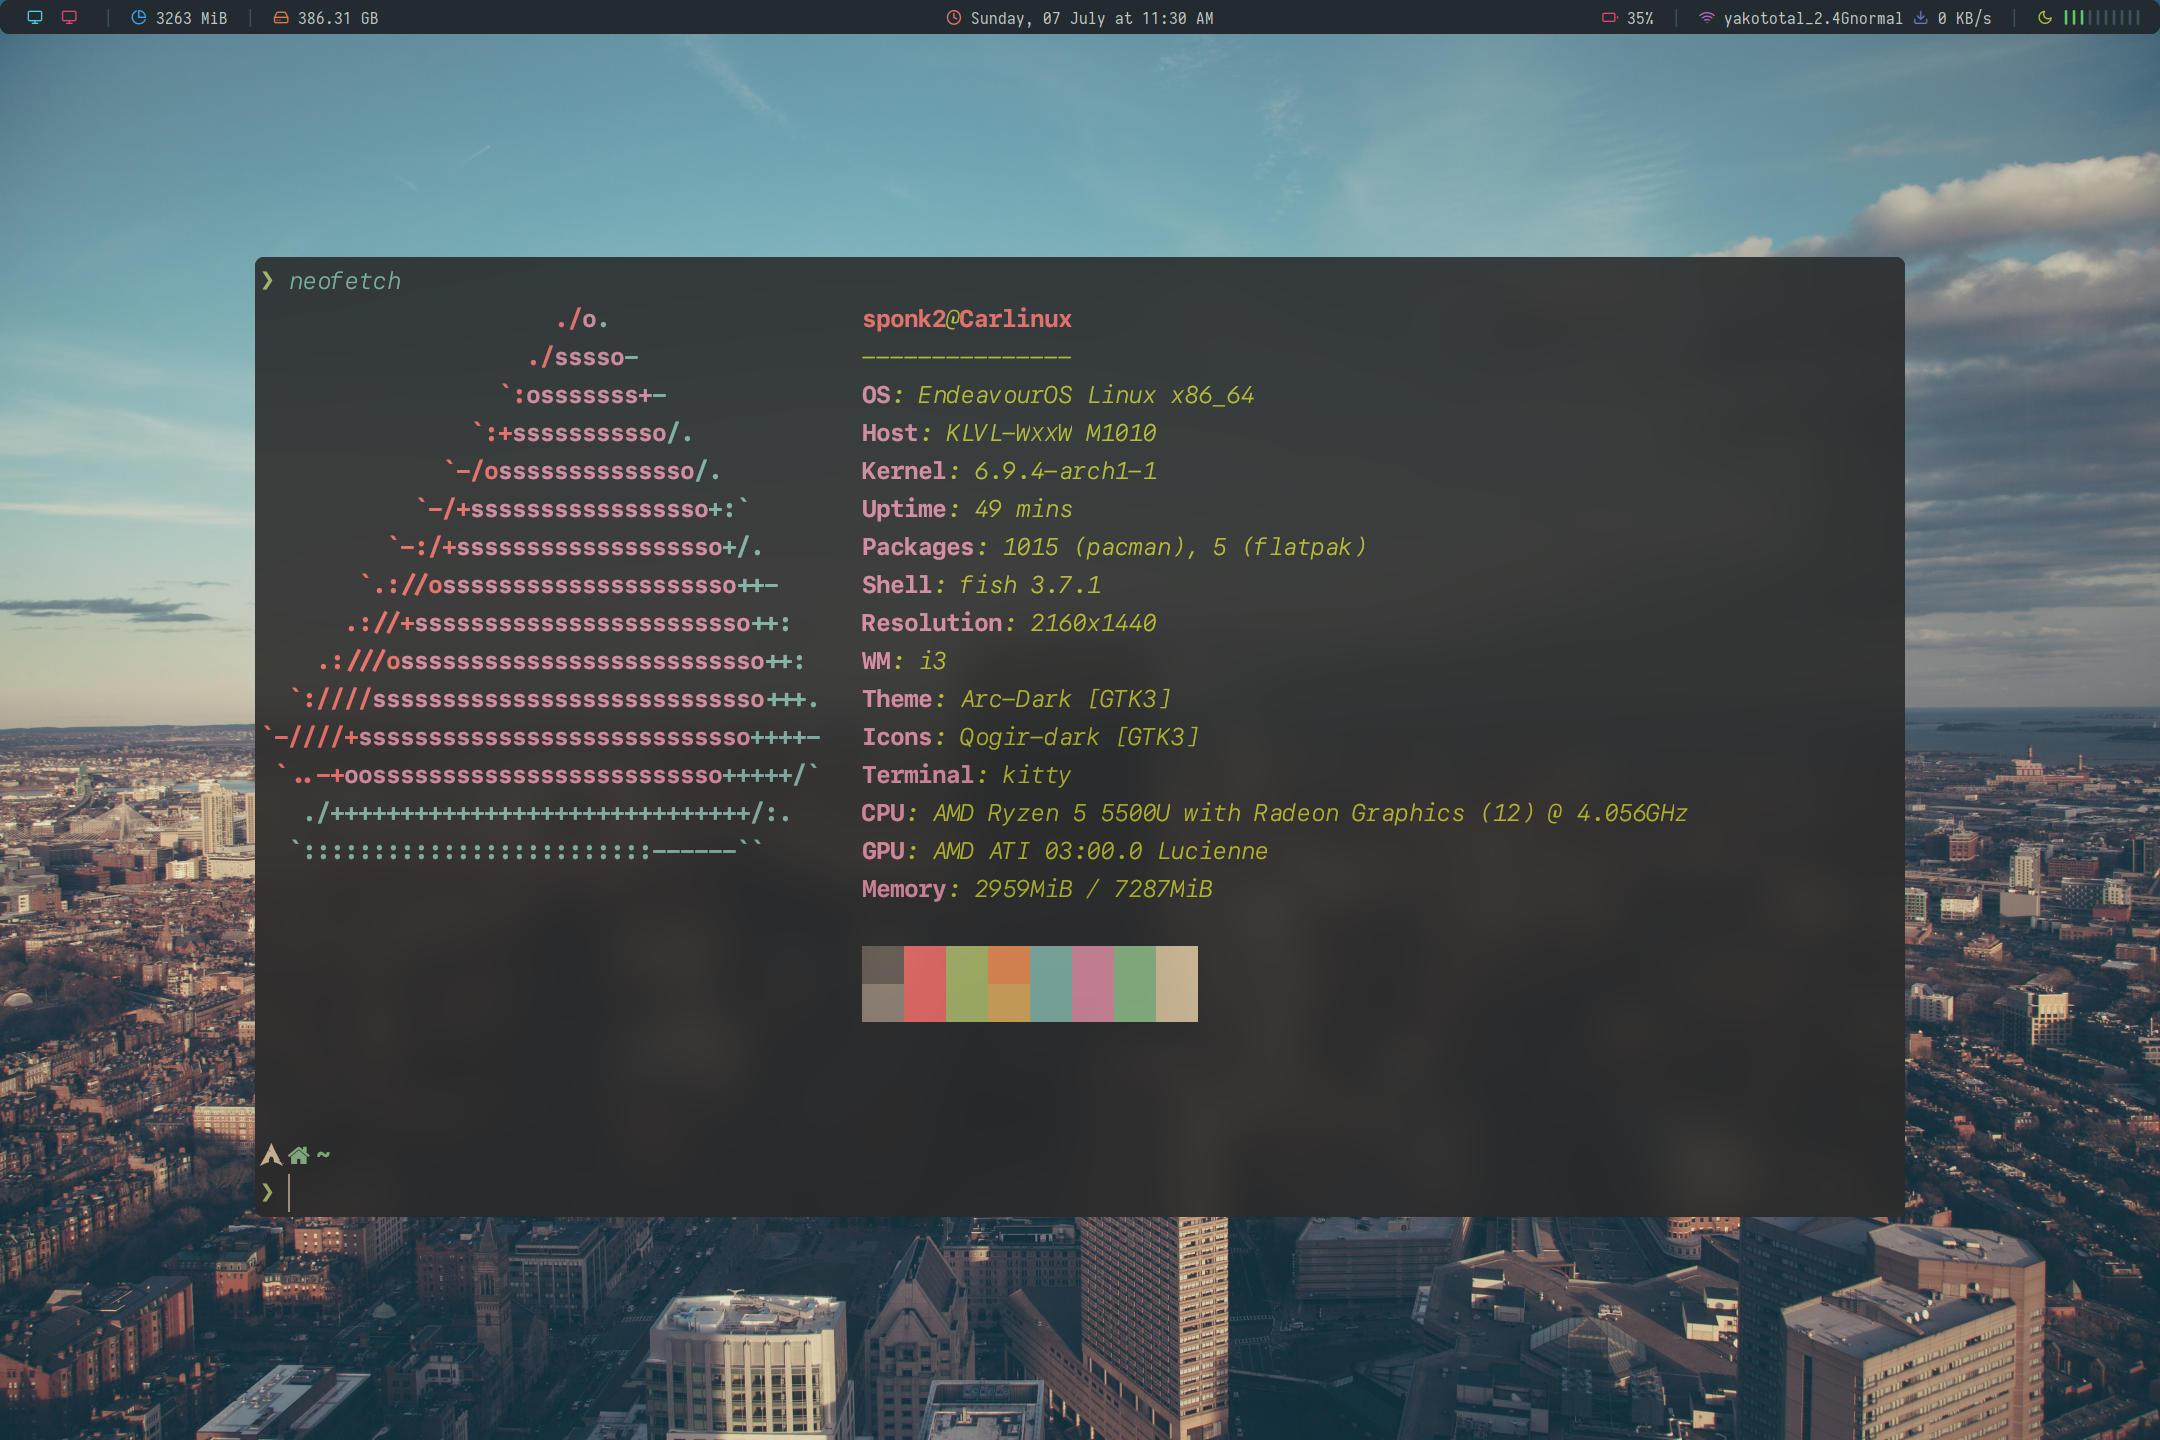 3263 MiB 386.31 GB Sunday, 07 July at 11:30 AM 35% yakototal_2.4Gnormal 0 KB/s
❯ neofetch
./o.
./sssso-
`:osssssss+-
`:+sssssssssso/.
`-/ossssssssssssso/.
`-/+sssssssssssssssso+:`
`-:/+sssssssssssssssssso+/.
`.://osssssssssssssssssssso++-
.://+ssssssssssssssssssssssso++:
.:///ossssssssssssssssssssssssso++:
`:////ssssssssssssssssssssssssssso+++.
`-////+ssssssssssssssssssssssssssso++++-
`..-+oosssssssssssssssssssssssso+++++/`
./++++++++++++++++++++++++++++++/:.
`:::::::::::::::::::::::::------``
sponk2@Carlinux
---------------
OS: EndeavourOS Linux x86_64
Host: KLVL-WXXW M1010
Kernel: 6.9.4-arch1-1
Uptime: 49 mins
Packages: 1015 (pacman), 5 (flatpak)
Shell: fish 3.7.1
Resolution: 2160x1440
WM: i3
Theme: Arc-Dark [GTK3]
Icons: Qogir-dark [GTK3]
Terminal: kitty
CPU: AMD Ryzen 5 5500U with Radeon Graphics (12) @ 4.056GHz
GPU: AMD ATI 03:00.0 Lucienne
Memory: 2959MiB / 7287MiB
~
❯